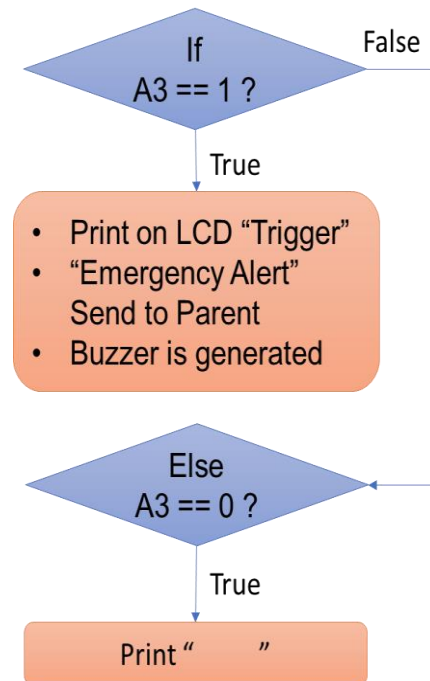 If
A3 == 1 ?
False
True
• Print on LCD “Trigger”
• “Emergency Alert”
Send to Parent
• Buzzer is generated
Else
A3 == 0 ?
True
Print “ ”